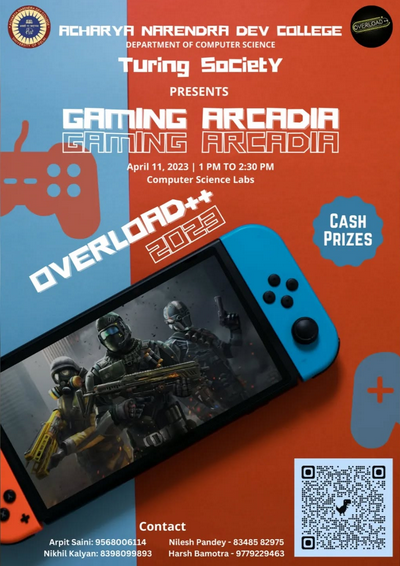 ACHARYA NARENDRA DEV COLLEGE
DEPARTMENT OF COMPUTER SCIENCE
Turing Society
PRESENTS
GAMING ARCADIA
GAMING ARCADIA
April 11, 2023 | 1 PM TO 2:30 PM
Computer Science Labs
OVERLOAD++
2023
CASH
PRIZES
Contact
Arpit Saini: 9568006114 Nilesh Pandey - 83485 82975
Nikhil Kalyan: 8398099893 Harsh Bamotra - 9779229463
OVERLOAD++